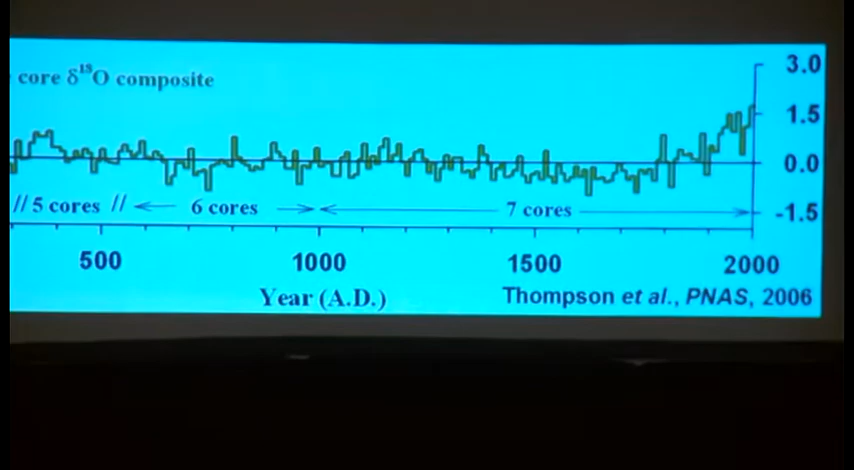 core δ¹⁸O composite
3.0
1.5
0.0
-1.5
// 5 cores // 6 cores 7 cores
500 1000 1500 2000
Year (A.D.)
Thompson et al., PNAS, 2006